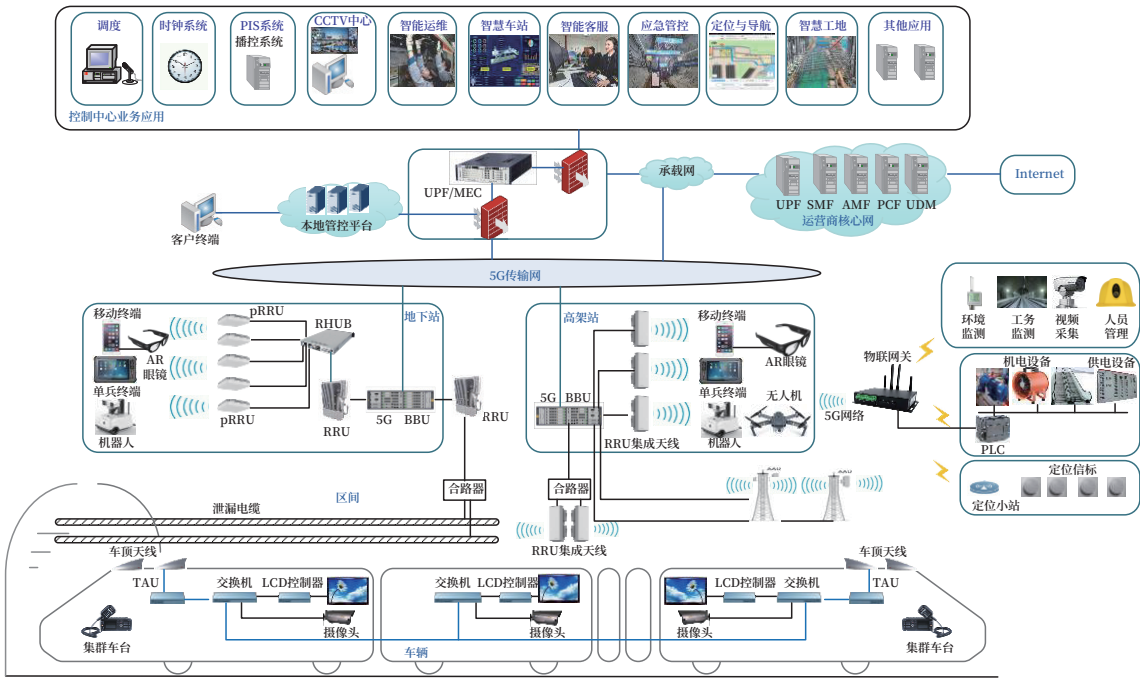 调度
时钟系统
PIS系统
播控系统
CCTV中心
智能运维
智慧车站
智能客服
应急管控
定位与导航
智慧工地
其他应用
控制中心业务应用
UPF/MEC
承载网
UPF SMF AMF PCF UDM
运营商核心网
Internet
客户终端
本地管控平台
5G传输网
移动终端
AR
眼镜
单兵终端
机器人
pRRU
pRRU
RHUB
RRU
地下站
5G BBU
RRU
高架站
5G BBU
RRU集成天线
移动终端
AR眼镜
单兵终端
无人机
机器人
5G网络
物联网关
环境
监测
工务
监测
视频
采集
人员
管理
机电设备
供电设备
PLC
定位信标
定位小站
合路器
合路器
RRU集成天线
区间
泄漏电缆
车顶天线
TAU
交换机
LCD控制器
摄像头
集群车台
交换机
LCD控制器
摄像头
车辆
车顶天线
LCD控制器
交换机
TAU
摄像头
集群车台